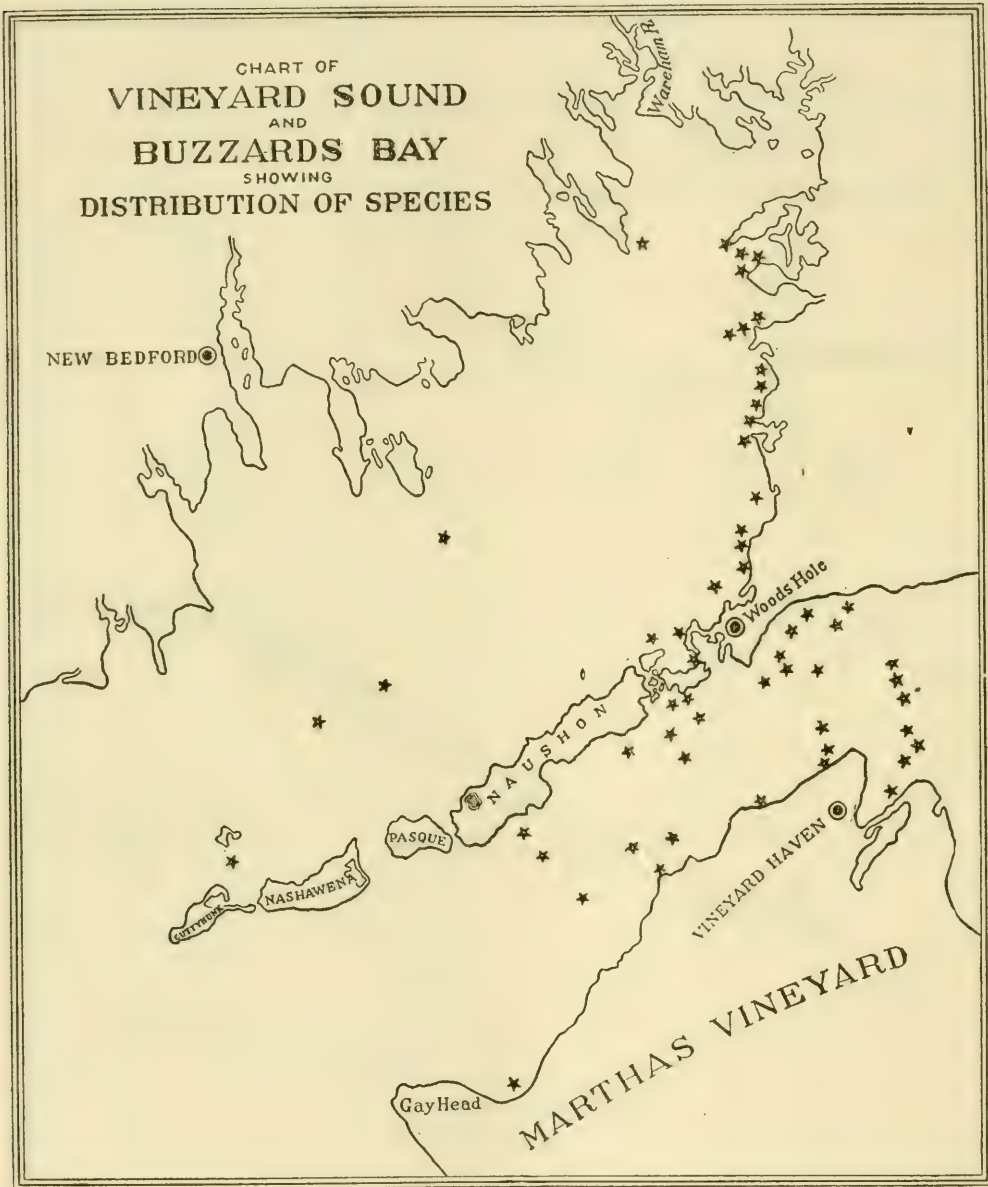 CHART OF
VINEYARD SOUND
AND
BUZZARDS BAY
SHOWING
DISTRIBUTION OF SPECIES
Wareham R.
NEW BEDFORD
Woods Hole
NAUSHON
PASQUE
NASHAWENA
CUTTYHUNK
VINEYARD HAVEN
MARTHAS VINEYARD
Gay Head